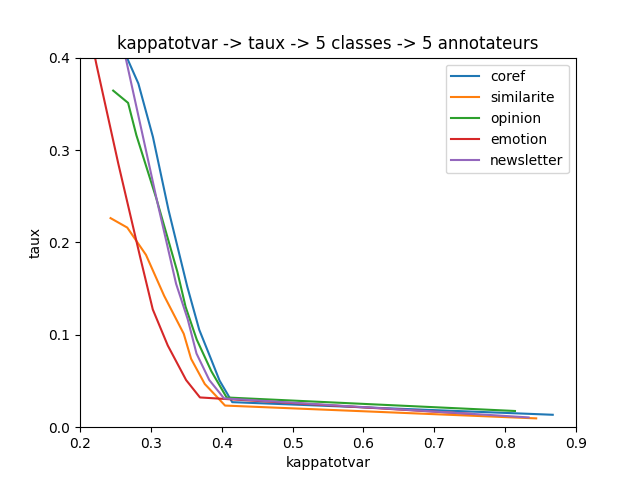 kappatotvar -> taux -> 5 classes -> 5 annotateurs
0.4
0.3
0.2
0.1
0.0
taux
coref
similarite
opinion
emotion
newsletter
0.2 0.3 0.4 0.5 0.6 0.7 0.8 0.9
kappatotvar